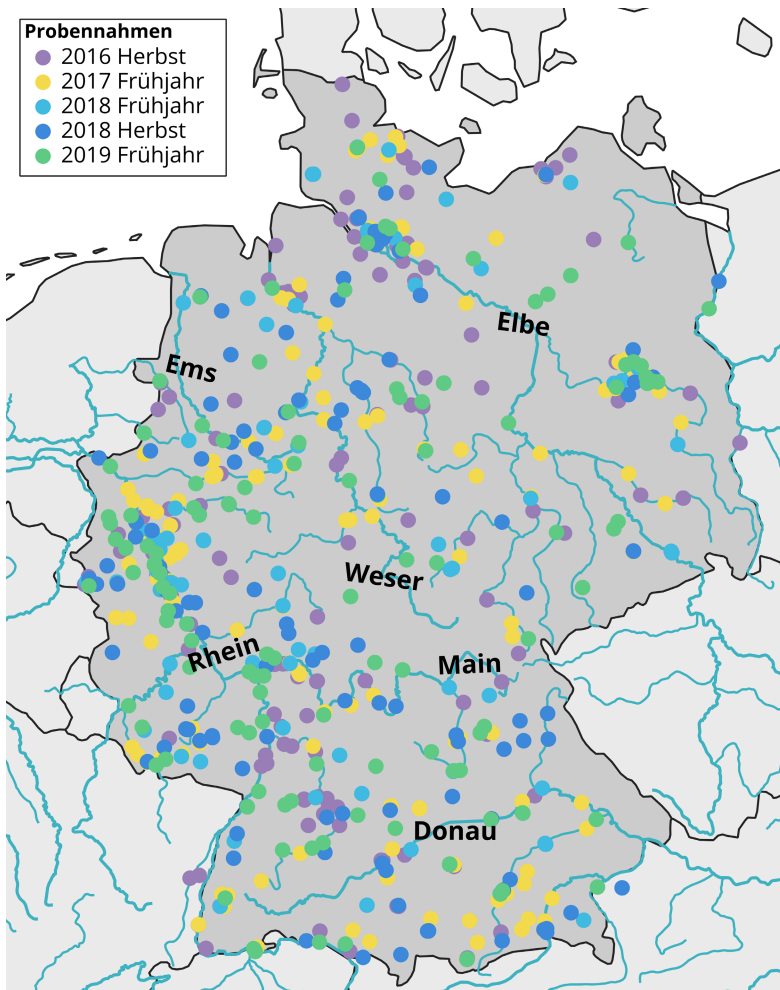 Probennahmen
2016 Herbst
2017 Frühjahr
2018 Frühjahr
2018 Herbst
2019 Frühjahr
Elbe
Ems
Weser
Rhein
Main
Donau